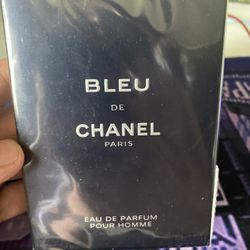 BLEU
DE
CHANEL
PARIS
EAU DE PARFUM
POUR HOMME